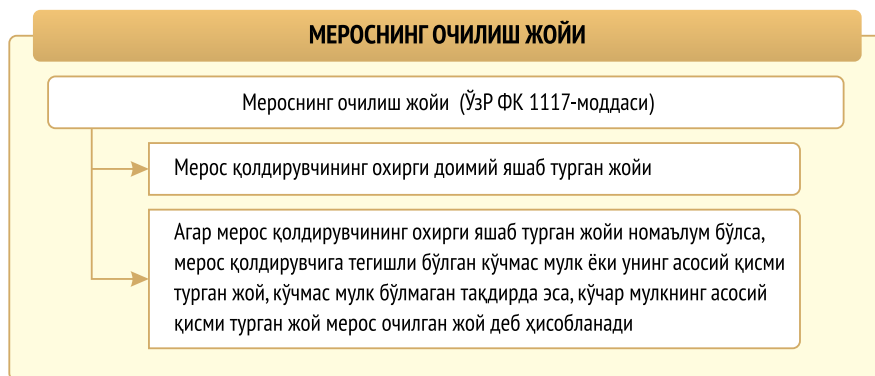 МЕРОСНИНГ ОЧИЛИШ ЖОЙИ
Мероснинг очилиш жойи (ЎзР ФК 1117-моддаси)
Мерос қолдирувчининг охирги доимий яшаб турган жойи
Агар мерос қолдирувчининг охирги яшаб турган жойи номаълум бўлса,
мерос қолдирувчига тегишли бўлган кўчмас мулк ёки унинг асосий қисми
турган жой, кўчмас мулк бўлмаган тақдирда эса, кўчар мулкнинг асосий
қисми турган жой мерос очилган жой деб ҳисобланади